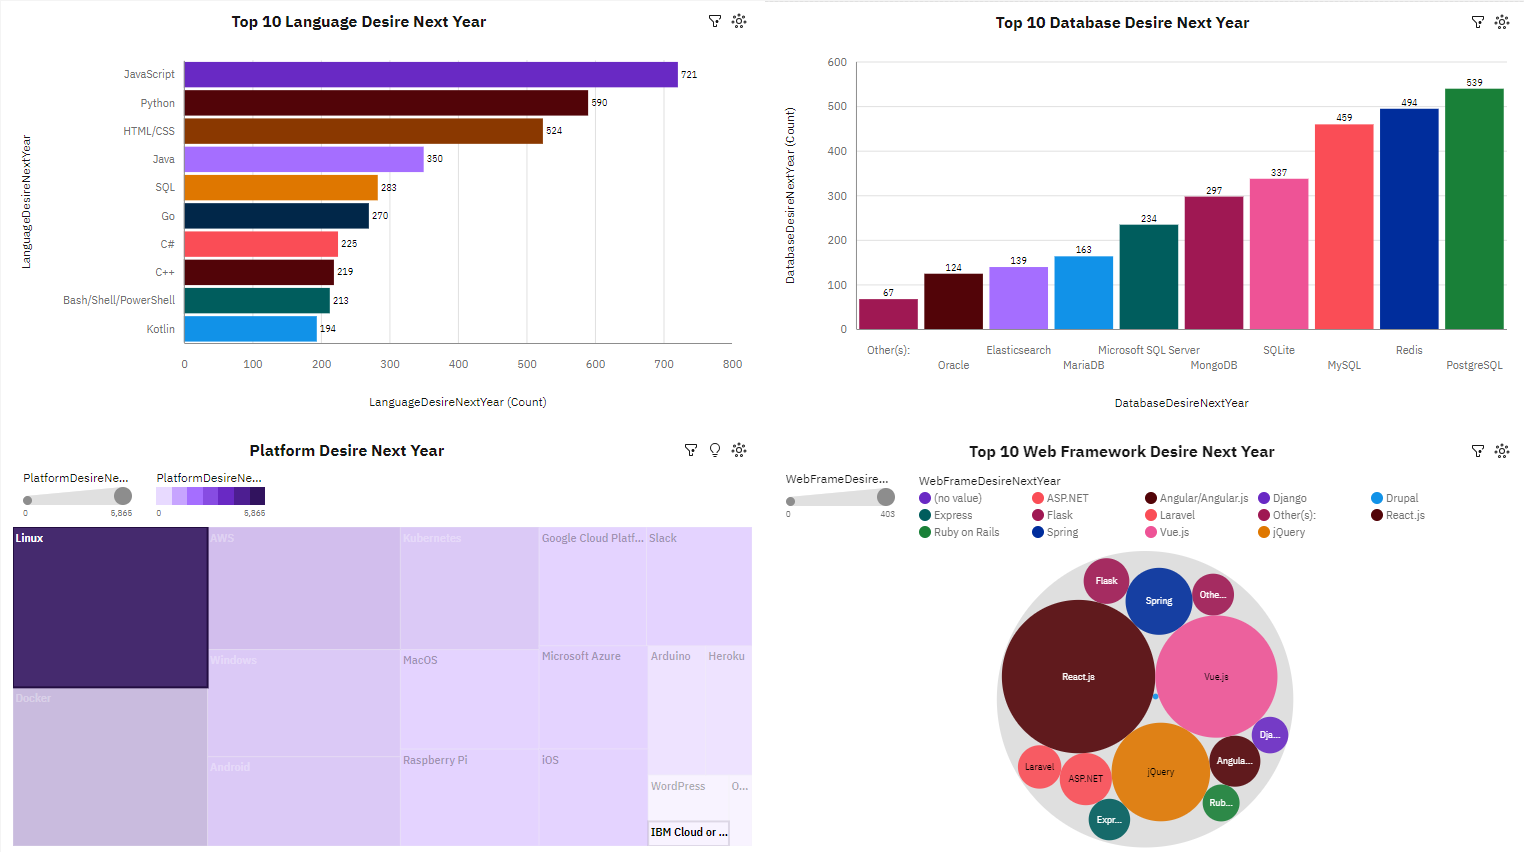 Top 10 Language Desire Next Year
LanguageDesireNextYear
JavaScript
721
Python
590
HTML/CSS
524
Java
350
SQL
283
Go
270
C#
225
C++
219
Bash/Shell/PowerShell
213
Kotlin
194
0 100 200 300 400 500 600 700 800
LanguageDesireNextYear (Count)
Top 10 Database Desire Next Year
DatabaseDesireNextYear (Count)
600
500
400
300
200
100
0
67 124 139 163 234 297 337 459 494 539
Other(s): Elasticsearch Microsoft SQL Server SQLite Redis
Oracle MariaDB MongoDB MySQL PostgreSQL
DatabaseDesireNextYear
Platform Desire Next Year
PlatformDesireNe... PlatformDesireNe...
0 5,865 0 5,865
Linux
AWS
Kubernetes
Google Cloud Platf...
Slack
Windows
MacOS
Microsoft Azure
Arduino
Heroku
Docker
Android
Raspberry Pi
iOS
WordPress
O...
IBM Cloud or ...
Top 10 Web Framework Desire Next Year
WebFrameDesire...
0 403
WebFrameDesireNextYear
(no value) ASP.NET Angular/Angular.js Django Drupal
Express Flask Laravel Other(s): React.js
Ruby on Rails Spring Vue.js jQuery
Flask
Spring
Othe...
React.js
Vue.js
Dja...
Angula...
Laravel
ASP.NET
jQuery
Rub...
Expr...